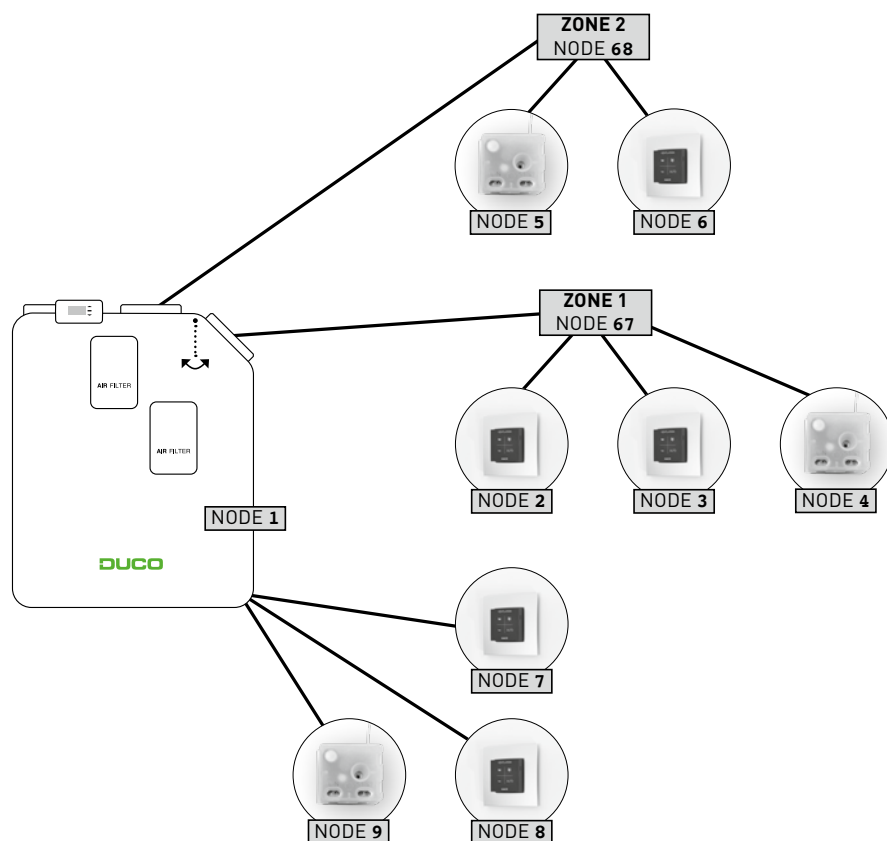 ZONE 2
NODE 68
NODE 5
NODE 6
ZONE 1
NODE 67
AIR FILTER
AIR FILTER
NODE 2
NODE 3
NODE 4
NODE 1
DUCO
NODE 7
NODE 9
NODE 8